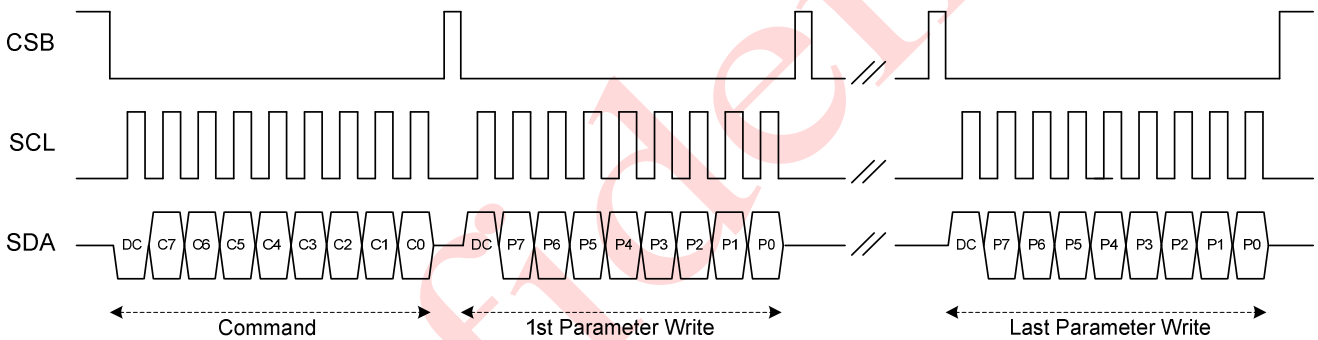 CSB
SCL
SDA
DC C7 C6 C5 C4 C3 C2 C1 C0 DC P7 P6 P5 P4 P3 P2 P1 P0 DC P7 P6 P5 P4 P3 P2 P1 P0
Command 1st Parameter Write Last Parameter Write